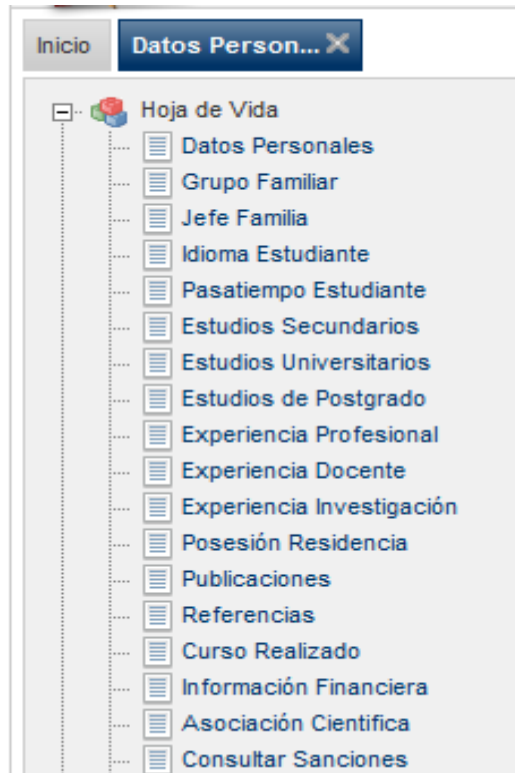 Inicio Datos Person...
Hoja de Vida
Datos Personales
Grupo Familiar
Jefe Familia
Idioma Estudiante
Pasatiempo Estudiante
Estudios Secundarios
Estudios Universitarios
Estudios de Postgrado
Experiencia Profesional
Experiencia Docente
Experiencia Investigación
Posesión Residencia
Publicaciones
Referencias
Curso Realizado
Información Financiera
Asociación Cientifica
Consultar Sanciones